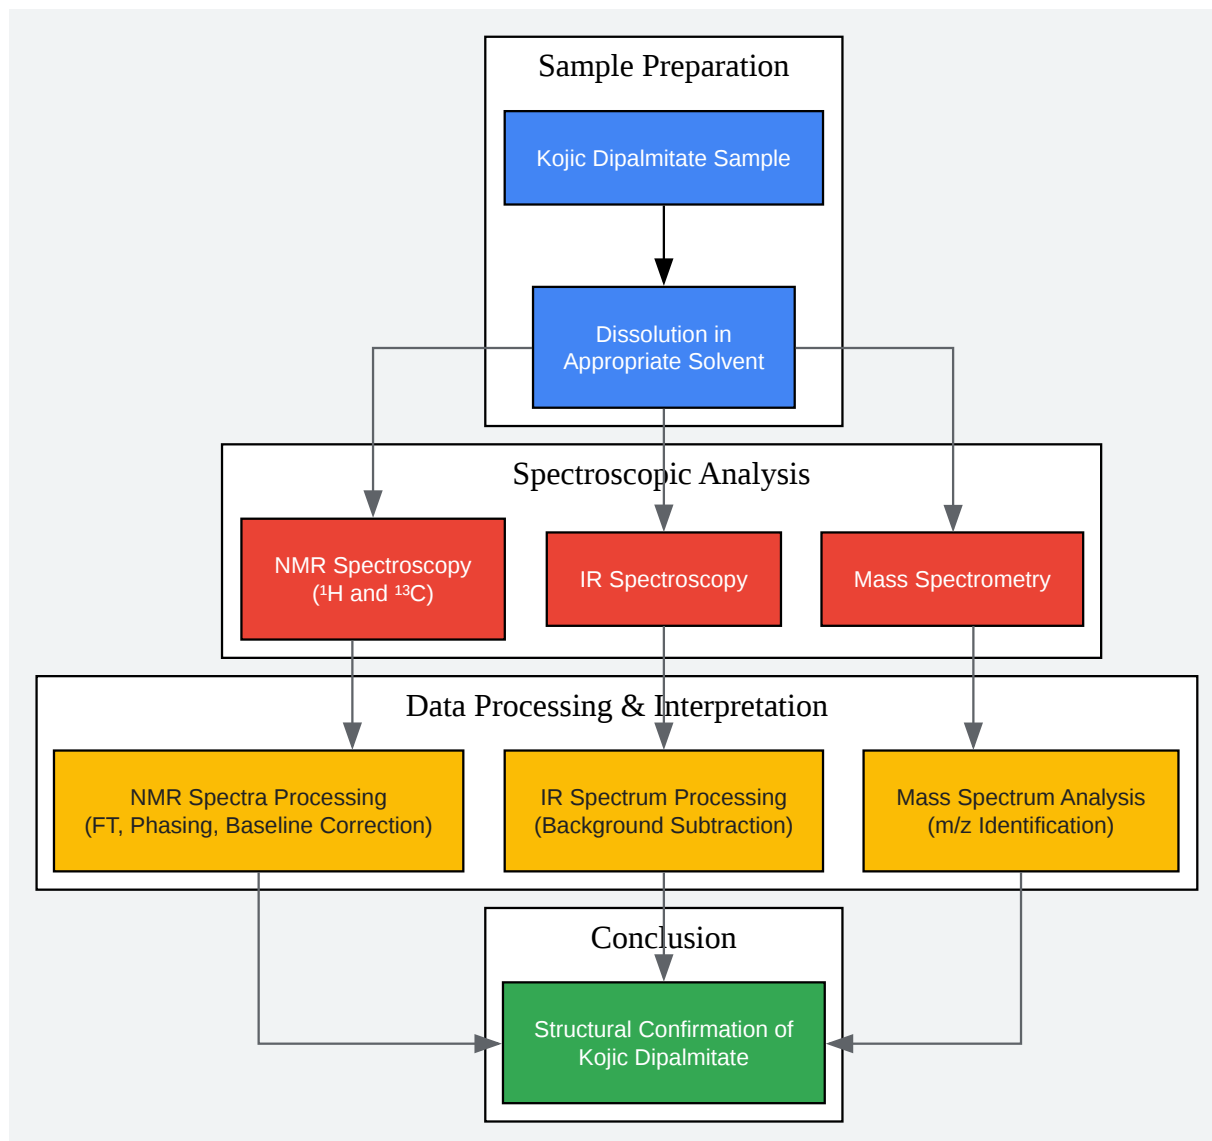 Sample Preparation
Kojic Dipalmitate Sample
Dissolution in
Appropriate Solvent
Spectroscopic Analysis
NMR Spectroscopy
(¹H and ¹³C)
IR Spectroscopy
Mass Spectrometry
Data Processing & Interpretation
NMR Spectra Processing
(FT, Phasing, Baseline Correction)
IR Spectrum Processing
(Background Subtraction)
Mass Spectrum Analysis
(m/z Identification)
Conclusion
Structural Confirmation of
Kojic Dipalmitate